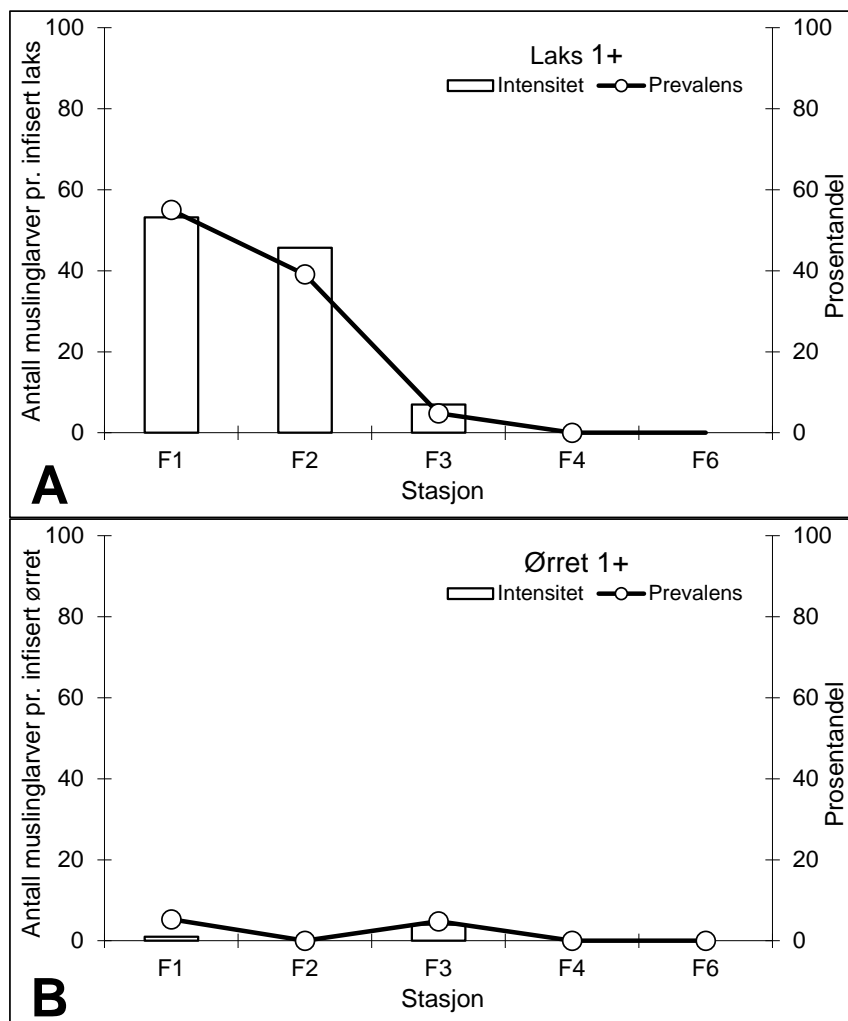 Laks 1+
Intensitet Prevalens
Antall muslinglarver pr. infisert laks
100
80
60
40
20
0
Prosentandel
100
80
60
40
20
0
F1 F2 F3 F4 F6
Stasjon
A
Ørret 1+
Intensitet Prevalens
Antall muslinglarver pr. infisert ørret
100
80
60
40
20
0
Prosentandel
100
80
60
40
20
0
F1 F2 F3 F4 F6
Stasjon
B